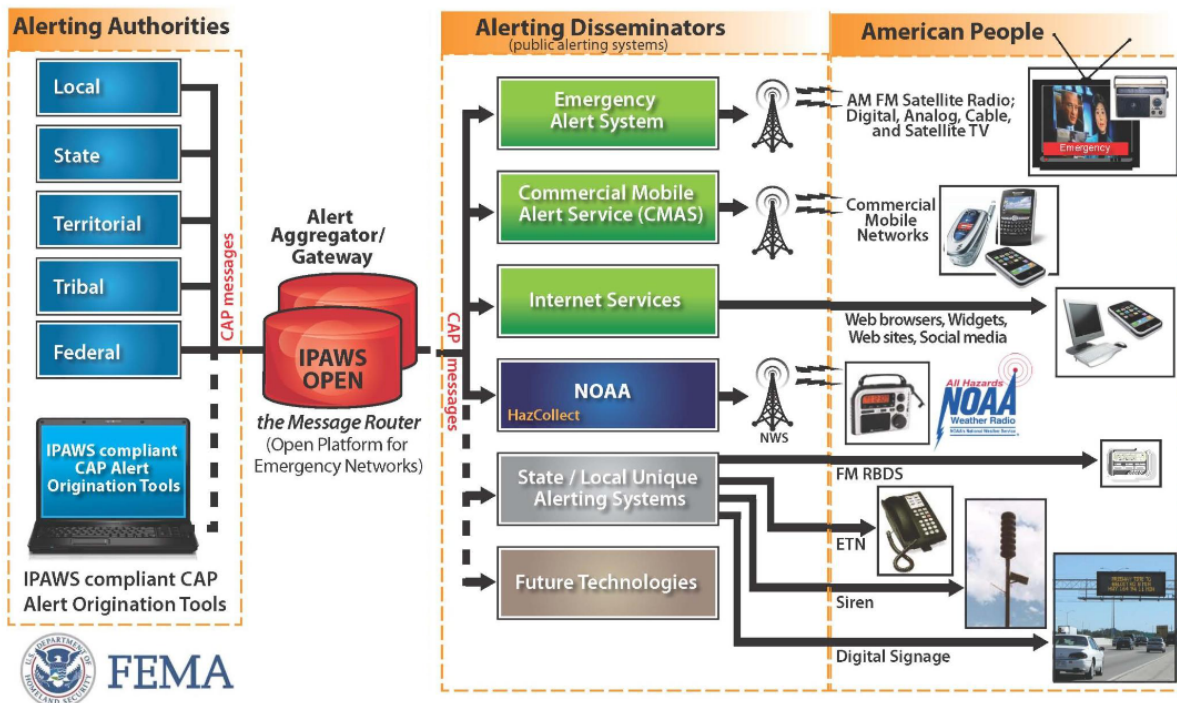 Alerting Authorities
Local
State
Territorial
Tribal
Federal
IPAWS compliant
CAP Alert
Origination Tools
IPAWS compliant CAP
Alert Origination Tools
U.S. DEPARTMENT OF
HOMELAND SECURITY
FEMA
CAP messages
Alert
Aggregator/
Gateway
IPAWS
OPEN
the Message Router
(Open Platform for
Emergency Networks)
CAP messages
Alerting Disseminators
(public alerting systems)
Emergency
Alert System
Commercial Mobile
Alert Service (CMAS)
Internet Services
NOAA
HazCollect
NWS
State / Local Unique
Alerting Systems
Future Technologies
American People
AM FM Satellite Radio;
Digital, Analog, Cable,
and Satellite TV
Emergency
Commercial
Mobile
Networks
Web browsers, Widgets,
Web sites, Social media
All Hazards
NOAA
Weather Radio
FM RBDS
ETN
Siren
Digital Signage